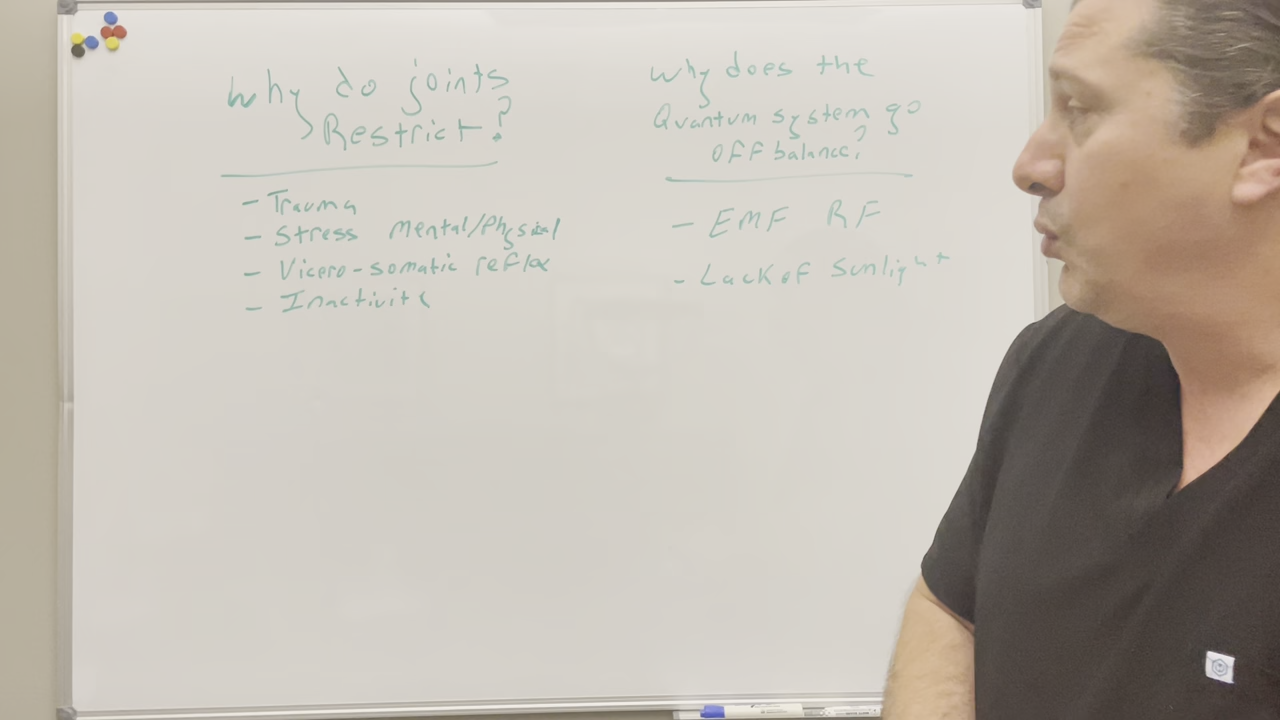 Why do joints
Restrict?
- Trauma
- Stress Mental/Physical
- Vicero-somatic reflex
- Inactivity
Why does the
Quantum system go
off balance?
- EMF RF
- Lack of Sunlight